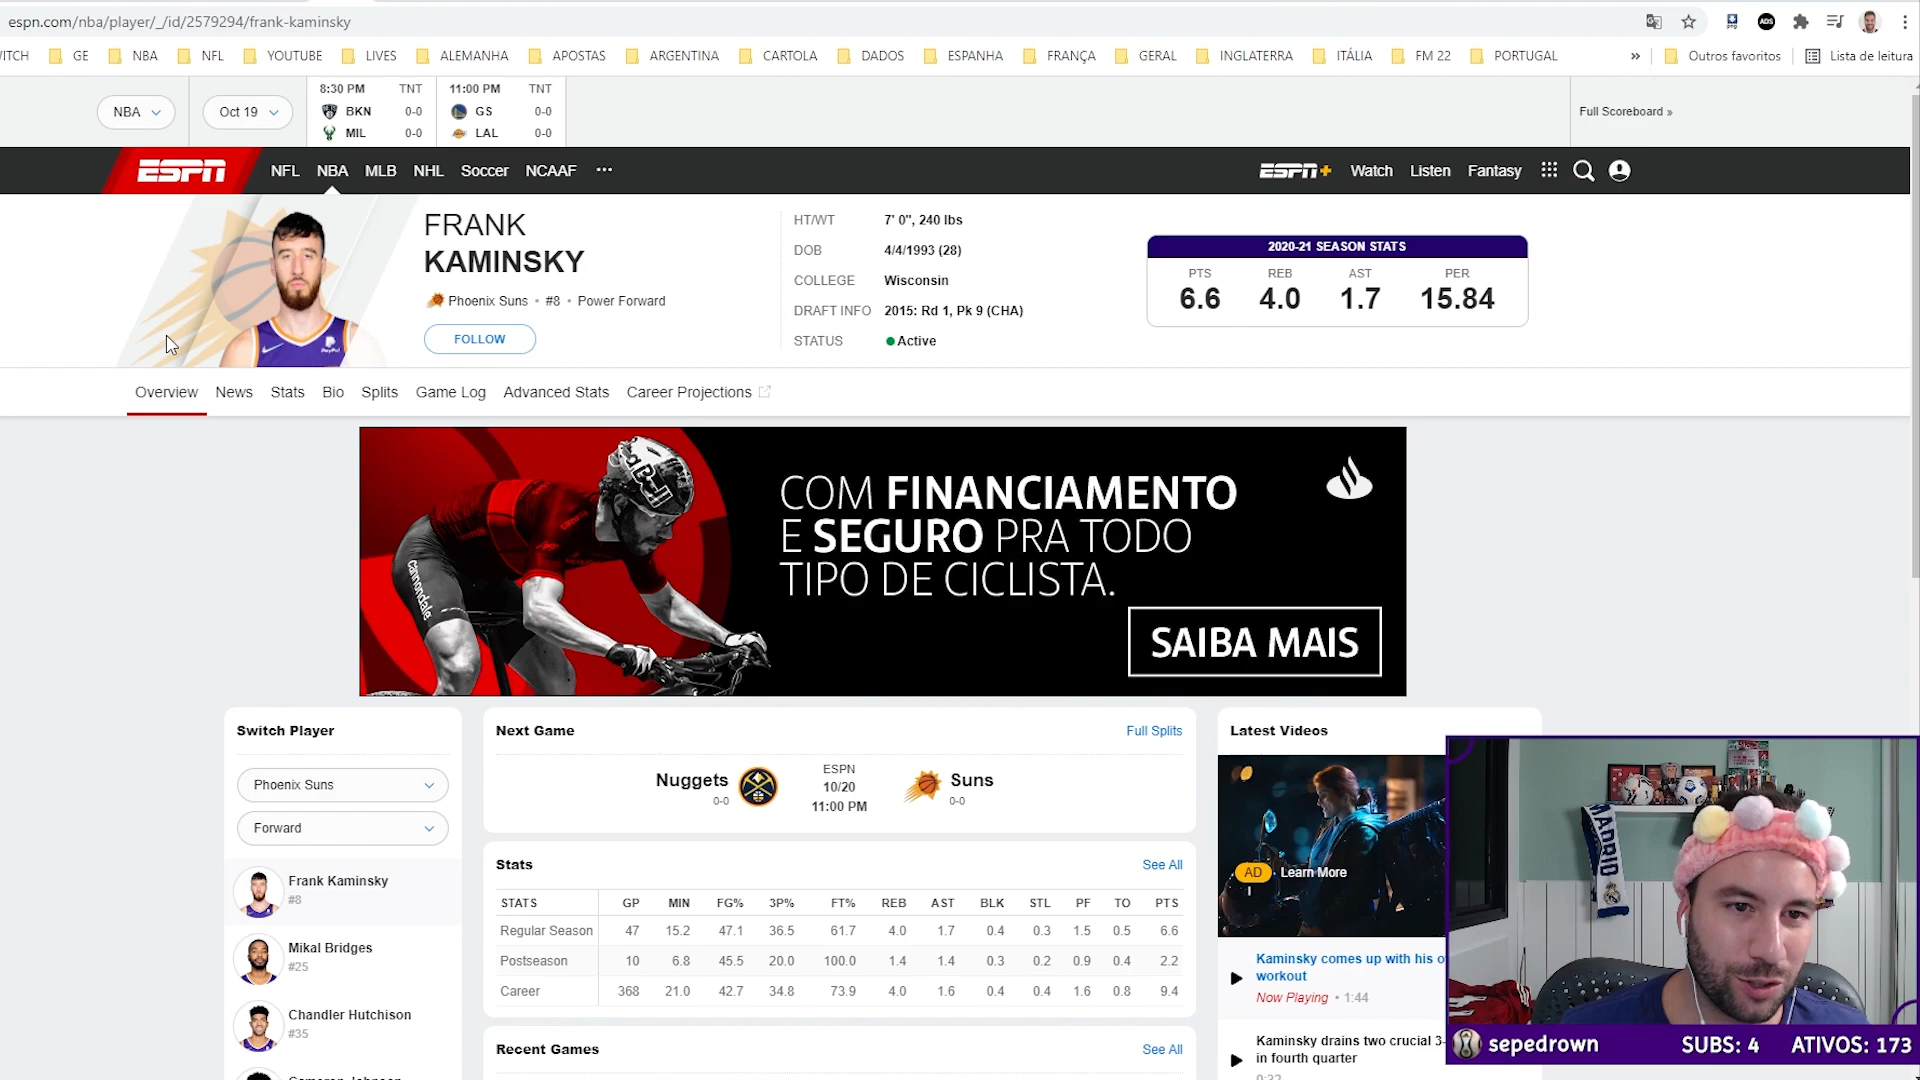 espn.com/nba/player/_/id/2579294/frank-kaminsky
ITCH GE NBA NFL YOUTUBE LIVES ALEMANHA APOSTAS ARGENTINA CARTOLA DADOS ESPANHA FRANÇA GERAL INGLATERRA ITÁLIA FM 22 PORTUGAL » Outros favoritos Lista de leitura
NBA Oct 19
8:30 PM TNT
BKN 0-0
MIL 0-0
11:00 PM TNT
GS 0-0
LAL 0-0
Full Scoreboard »
ESPN NFL NBA MLB NHL Soccer NCAAF ... ESPN+ Watch Listen Fantasy
FRANK
KAMINSKY
Phoenix Suns • #8 • Power Forward
FOLLOW
PayPal
HT/WT 7' 0", 240 lbs
DOB 4/4/1993 (28)
COLLEGE Wisconsin
DRAFT INFO 2015: Rd 1, Pk 9 (CHA)
STATUS Active
2020-21 SEASON STATS
PTS REB AST PER
6.6 4.0 1.7 15.84
Overview News Stats Bio Splits Game Log Advanced Stats Career Projections
Red Bull
cannondale
COM FINANCIAMENTO
E SEGURO PRA TODO
TIPO DE CICLISTA.
SAIBA MAIS
Switch Player
Phoenix Suns
Forward
Frank Kaminsky
#8
Mikal Bridges
#25
Chandler Hutchison
#35
Cameron Johnson
Next Game Full Splits
Nuggets
0-0
ESPN
10/20
11:00 PM
Suns
0-0
Stats See All
STATS GP MIN FG% 3P% FT% REB AST BLK STL PF TO PTS
Regular Season 47 15.2 47.1 36.5 61.7 4.0 1.7 0.4 0.3 1.5 0.5 6.6
Postseason 10 6.8 45.5 20.0 100.0 1.4 1.4 0.3 0.2 0.9 0.4 2.2
Career 368 21.0 42.7 34.8 73.9 4.0 1.6 0.4 0.4 1.6 0.8 9.4
Recent Games See All
Latest Videos
AD Learn More
Kaminsky comes up with his o
workout
Now Playing • 1:44
Kaminsky drains two crucial 3-
in fourth quarter
0:32
MADRID
sepedrown SUBS: 4 ATIVOS: 173